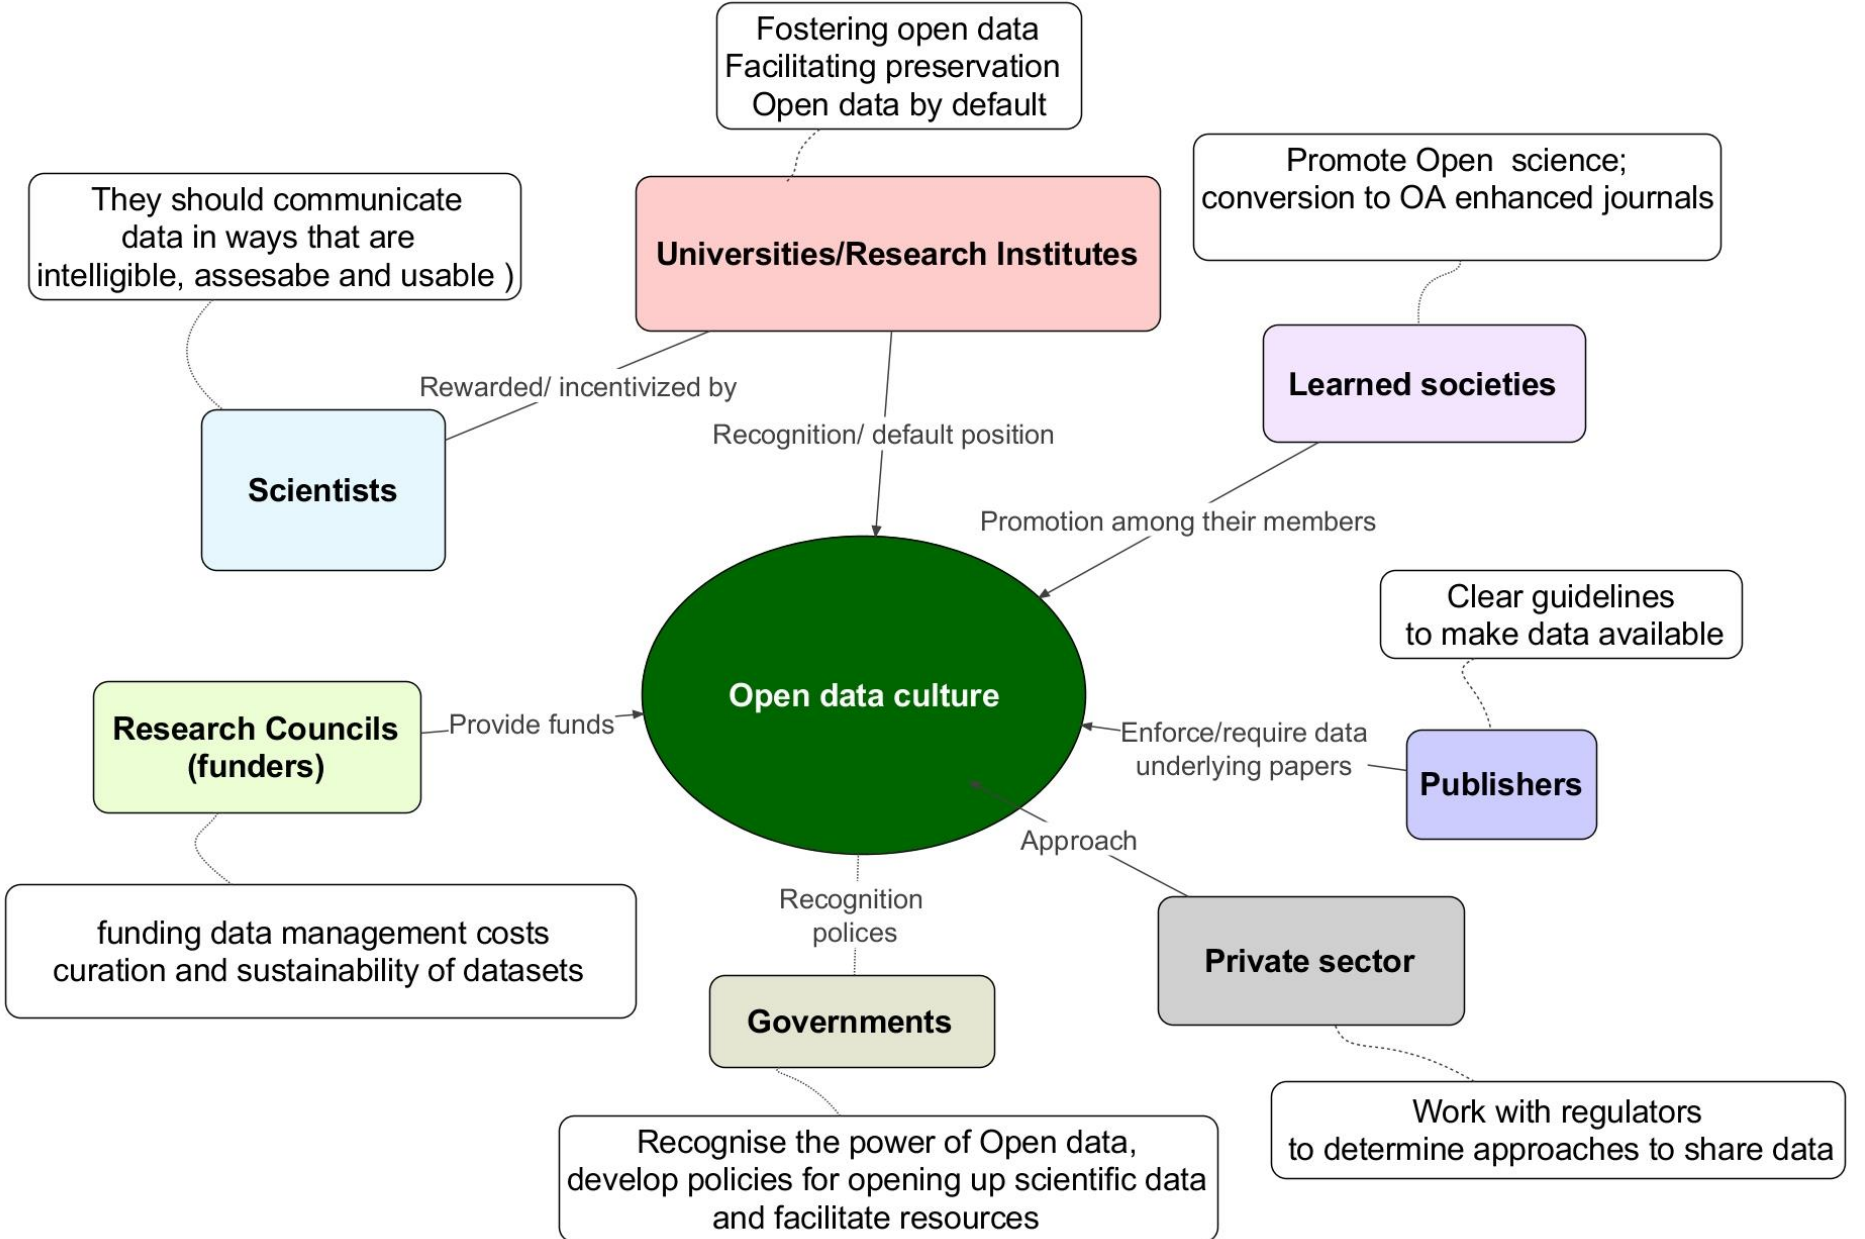 Fostering open data
Facilitating preservation
Open data by default
Promote Open  science;
conversion to OA enhanced journals
They should communicate
data in ways that are
intelligible, assesabe and usable )
Universities/Research Institutes
Learned societies
Rewarded/ incentivized by
Recognition/ default position
Scientists
Promotion among their members
Clear guidelines
to make data available
Open data culture
Research Councils
(funders)
Provide funds
Enforce/require data
underlying papers
Publishers
Approach
Recognition
polices
funding data management costs
curation and sustainability of datasets
Private sector
Governments
Work with regulators
to determine approaches to share data
Recognise the power of Open data,
develop policies for opening up scientific data
and facilitate resources